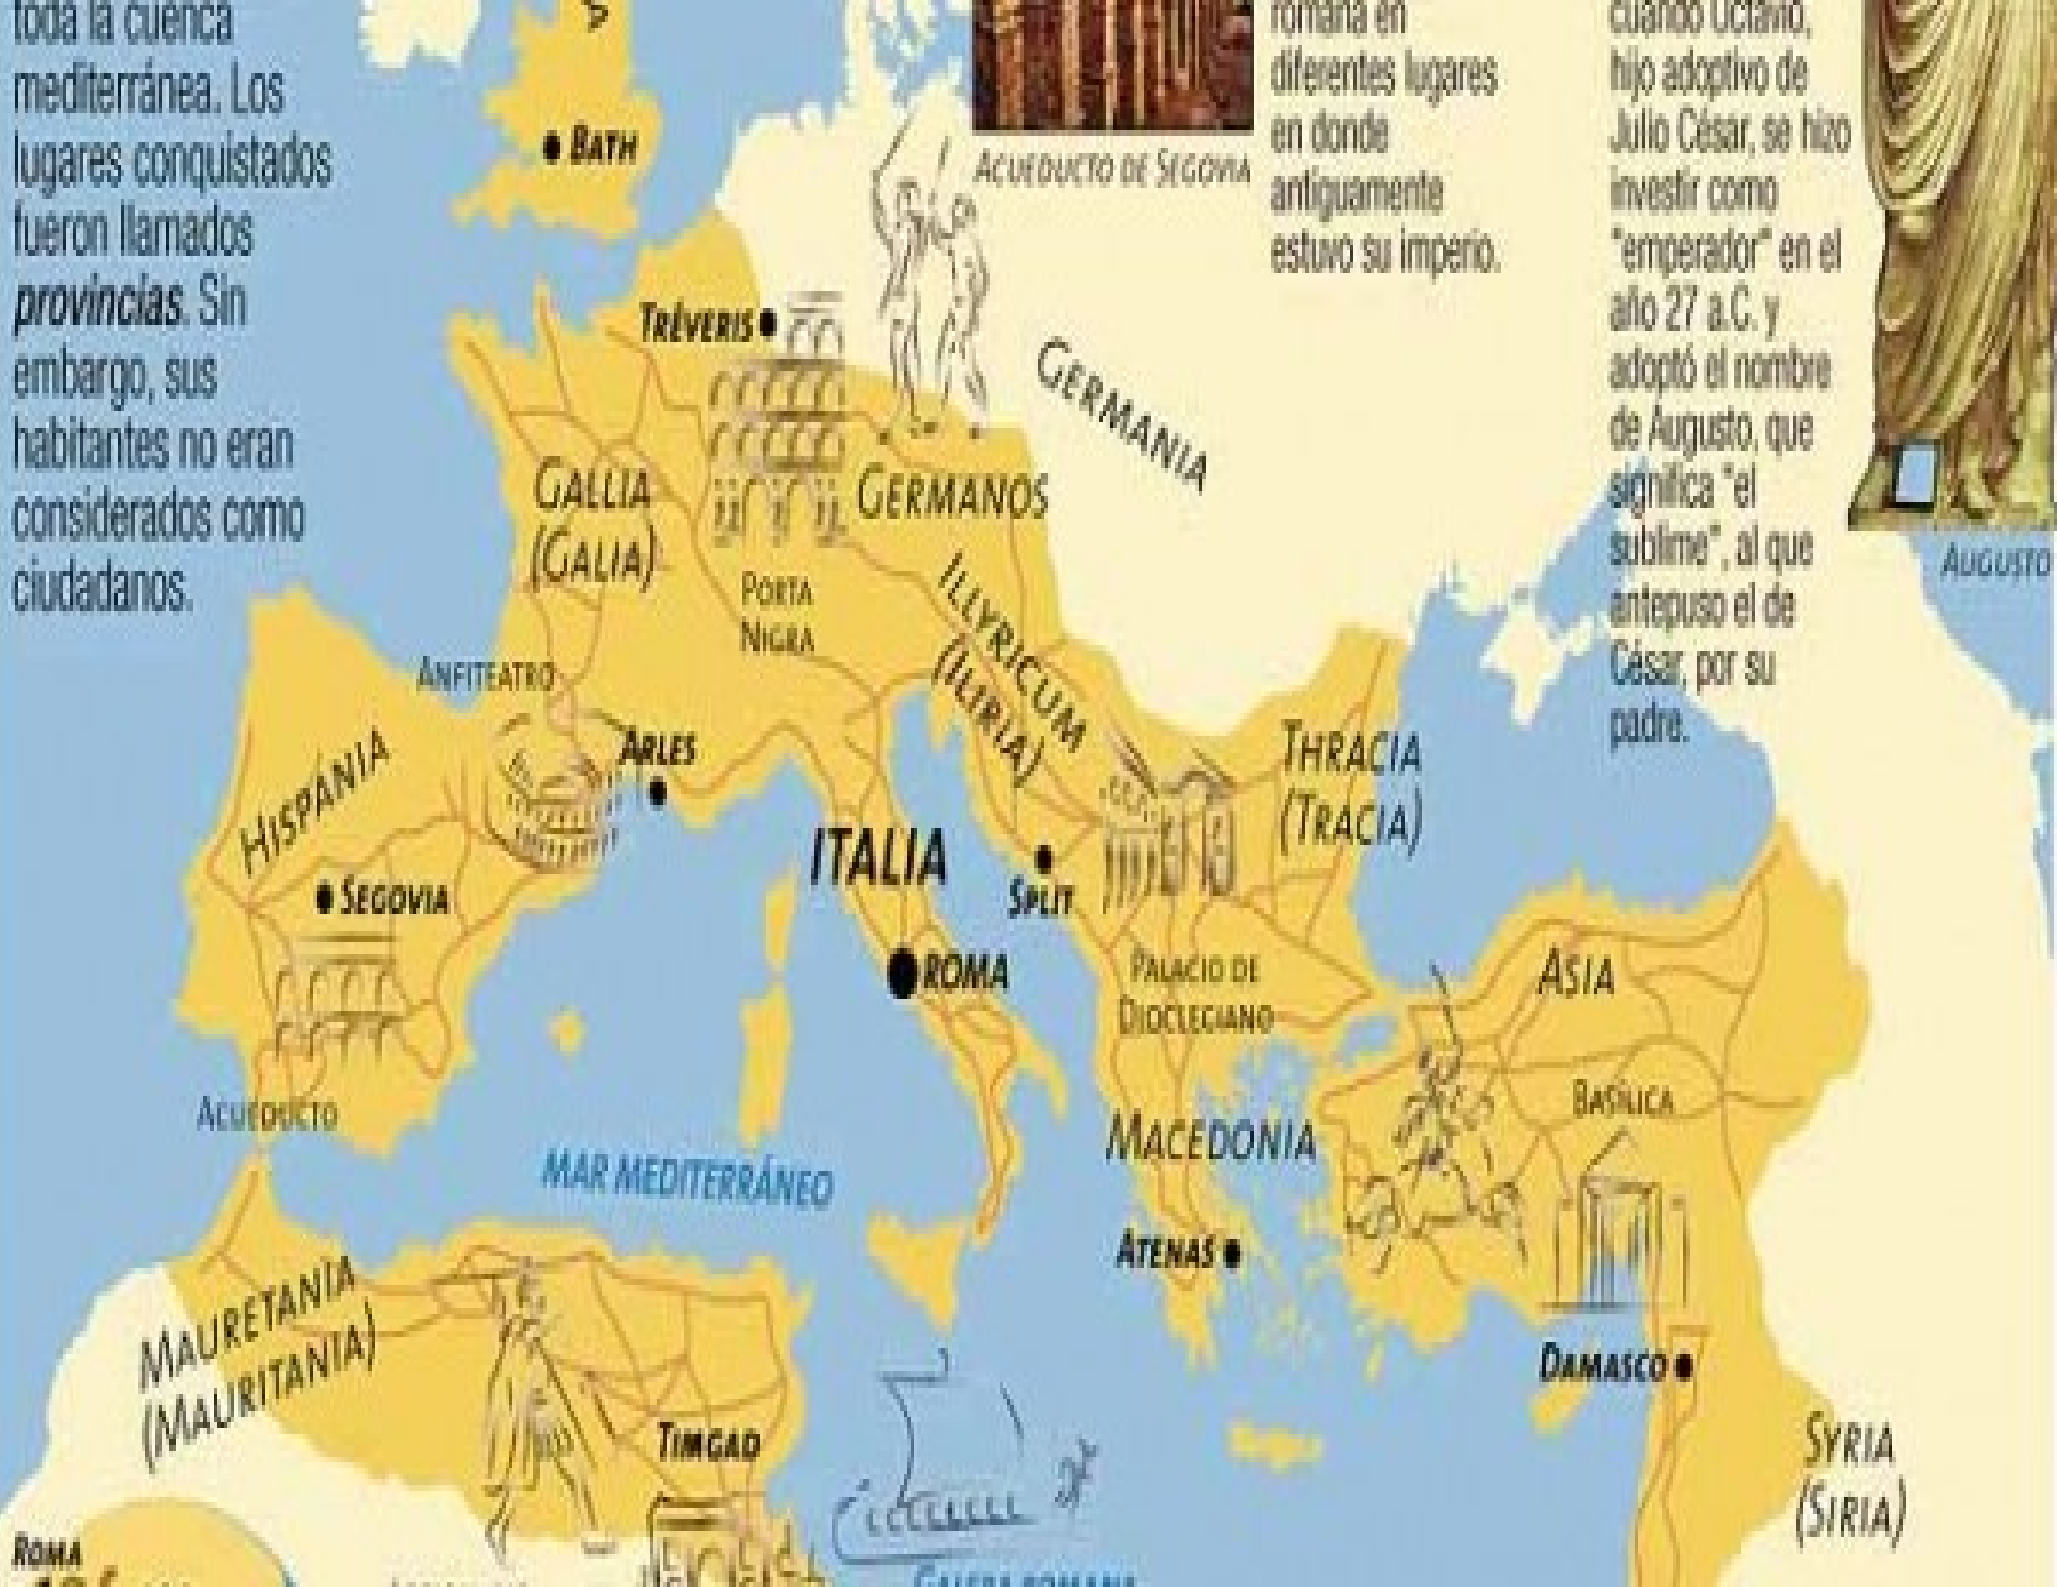 toda la cuenca
mediterránea. Los
lugares conquistados
fueron llamados
provincias. Sin
embargo, sus
habitantes no eran
considerados como
ciudadanos.
ACUEDUCTO DE SEGOVIA
romana en
diferentes lugares
en donde
antiguamente
estuvo su imperio.
cuando Octavio,
hijo adoptivo de
Julio César, se hizo
investir como
"emperador" en el
año 27 a.C. y
adoptó el nombre
de Augusto, que
significa "el
sublime", al que
antepuso el de
César, por su
padre.
AUGUSTO
BATH
TRÉVERIS
GERMANIA
GALLIA
(GALIA)
GERMANOS
PORTA
NIGRA
ILLYRICUM
(ILIRIA)
ANFITEATRO
ARLES
HISPANIA
THRACIA
(TRACIA)
ITALIA
SEGOVIA
SPLIT
ROMA
PALACIO DE
DIOCLECIANO
ASIA
BASÍLICA
ACUEDUCTO
MACEDONIA
MAR MEDITERRÁNEO
ATENAS
MAURETANIA
(MAURITANIA)
DAMASCO
TIMGAD
SYRIA
(SIRIA)
ROMA
GALERA ROMANA